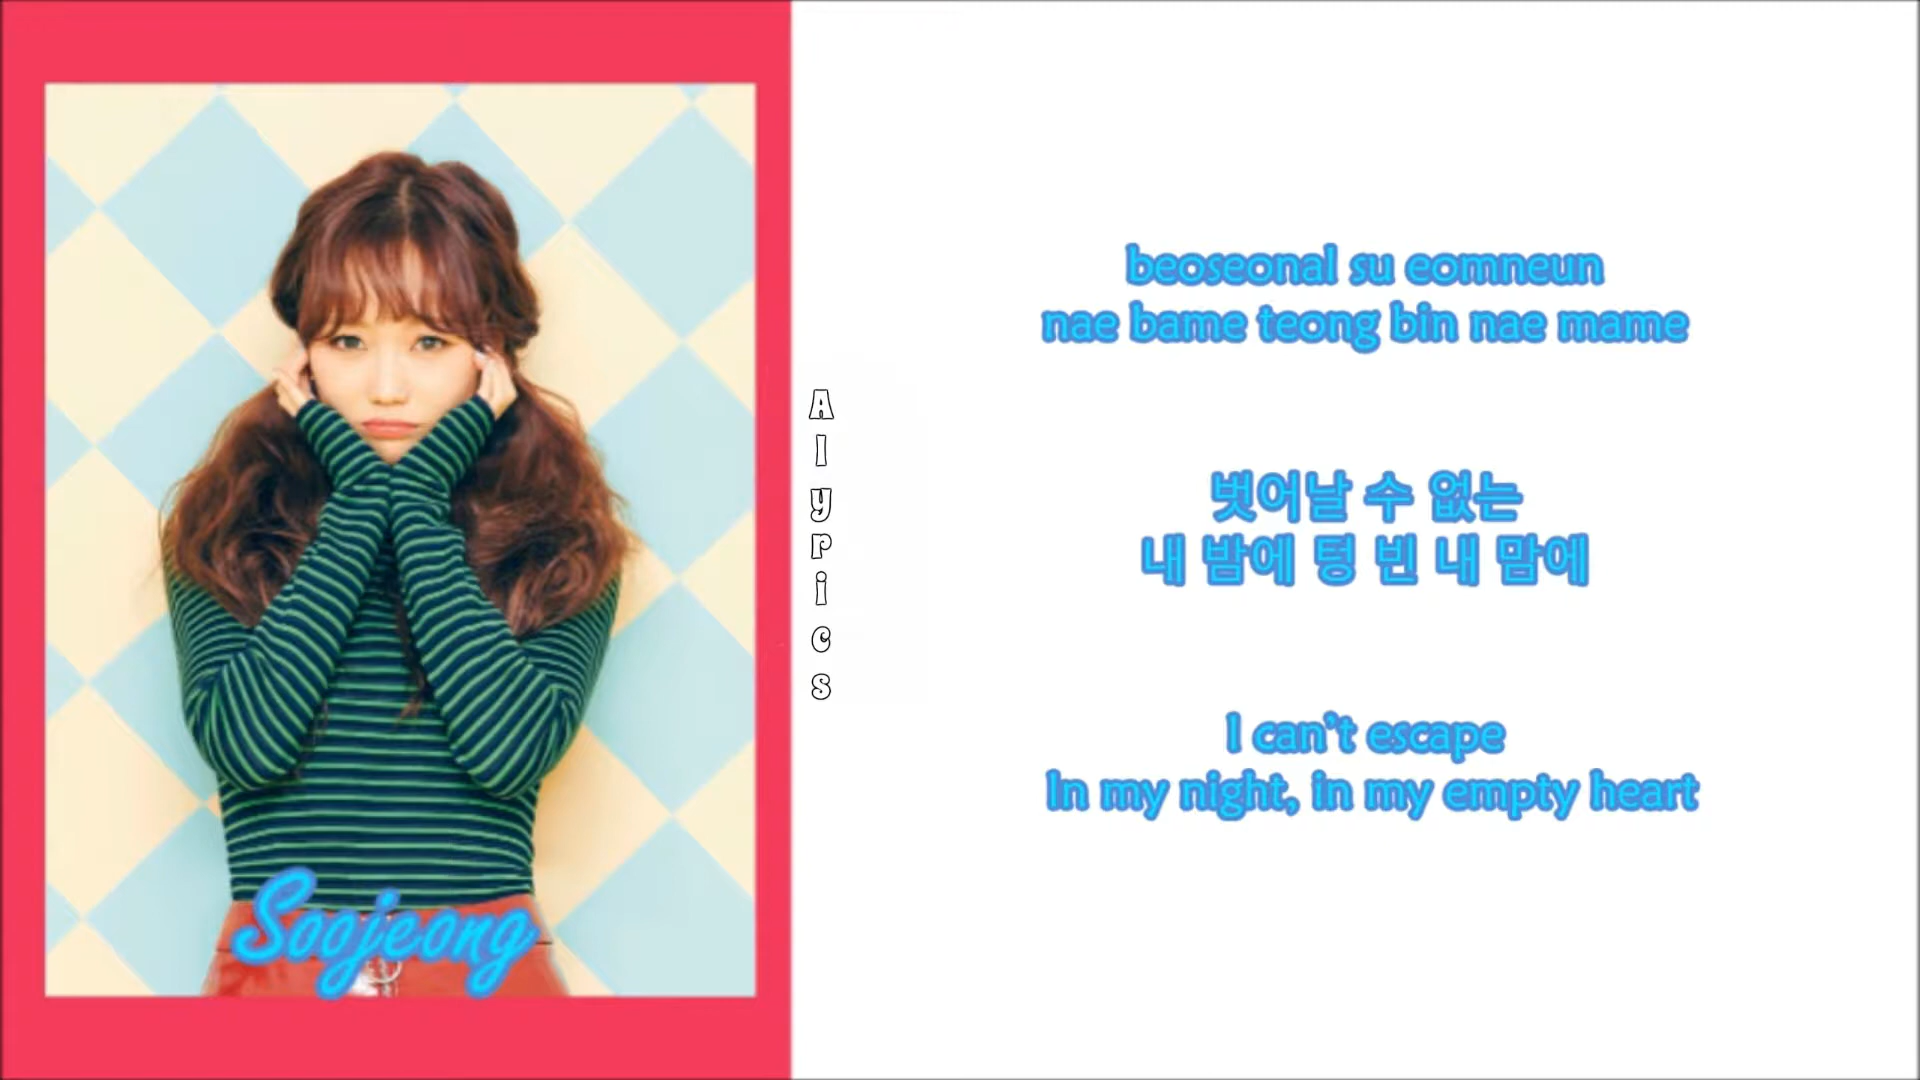 Soojeong
Alypics
beoseonal su eomneun
nae bame teong bin nae mame
벗어날 수 없는
내 밤에 텅 빈 내 맘에
I can't escape
In my night, in my empty heart